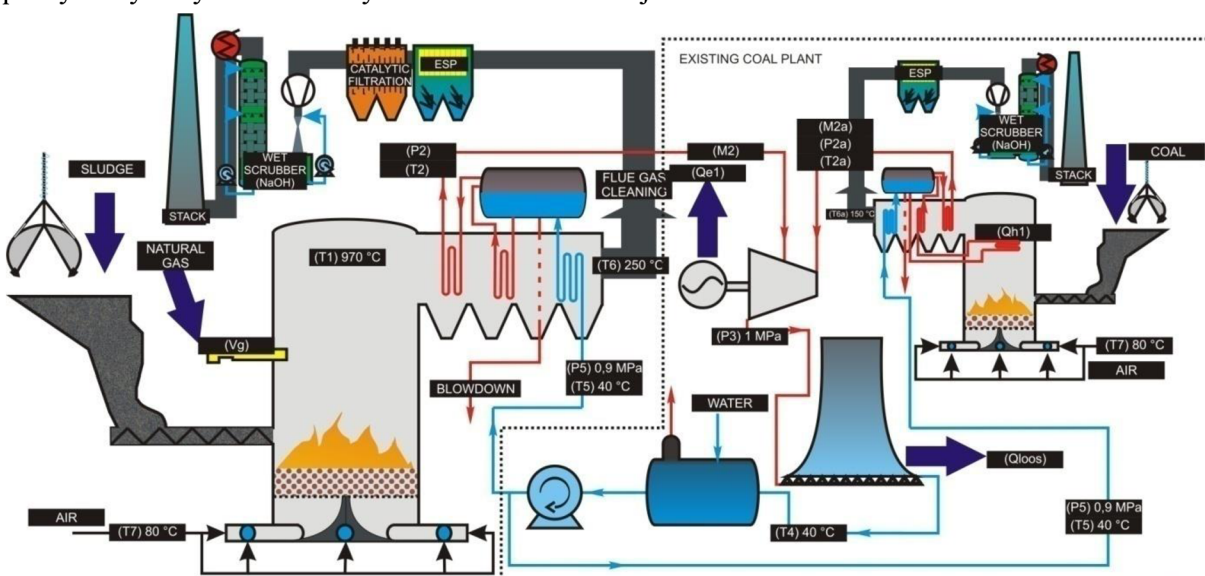 EXISTING COAL PLANT
CATALYTIC
FILTRATION
ESP
ESP
WET
SCRUBBER
(NaOH)
STACK
SLUDGE
NATURAL
GAS
(P2)
(T2)
(M2)
(Qe1)
FLUE GAS
CLEANING
(M2a)
(P2a)
(T2a)
WET
SCRUBBER
(NaOH)
STACK
COAL
(T1) 970 °C
(T6) 250 °C
(T6a) 150 °C
(Qh1)
(Vg)
(P3) 1 MPa
(P5) 0,9 MPa
(T5) 40 °C
BLOWDOWN
WATER
(T7) 80 °C
AIR
(Qloos)
(P5) 0,9 MPa
(T5) 40 °C
AIR
(T7) 80 °C
(T4) 40 °C